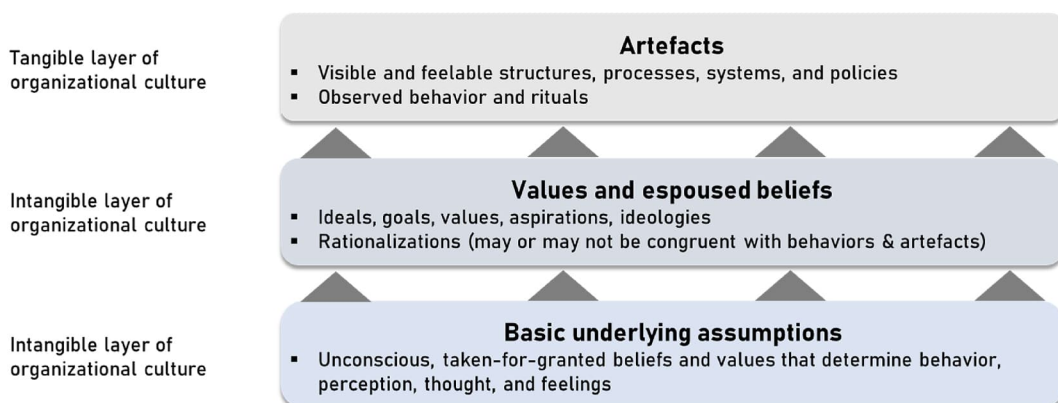 Tangible layer of
organizational culture
Artefacts
▪ Visible and feelable structures, processes, systems, and policies
▪ Observed behavior and rituals
Intangible layer of
organizational culture
Values and espoused beliefs
▪ Ideals, goals, values, aspirations, ideologies
▪ Rationalizations (may or may not be congruent with behaviors & artefacts)
Intangible layer of
organizational culture
Basic underlying assumptions
▪ Unconscious, taken-for-granted beliefs and values that determine behavior,
perception, thought, and feelings